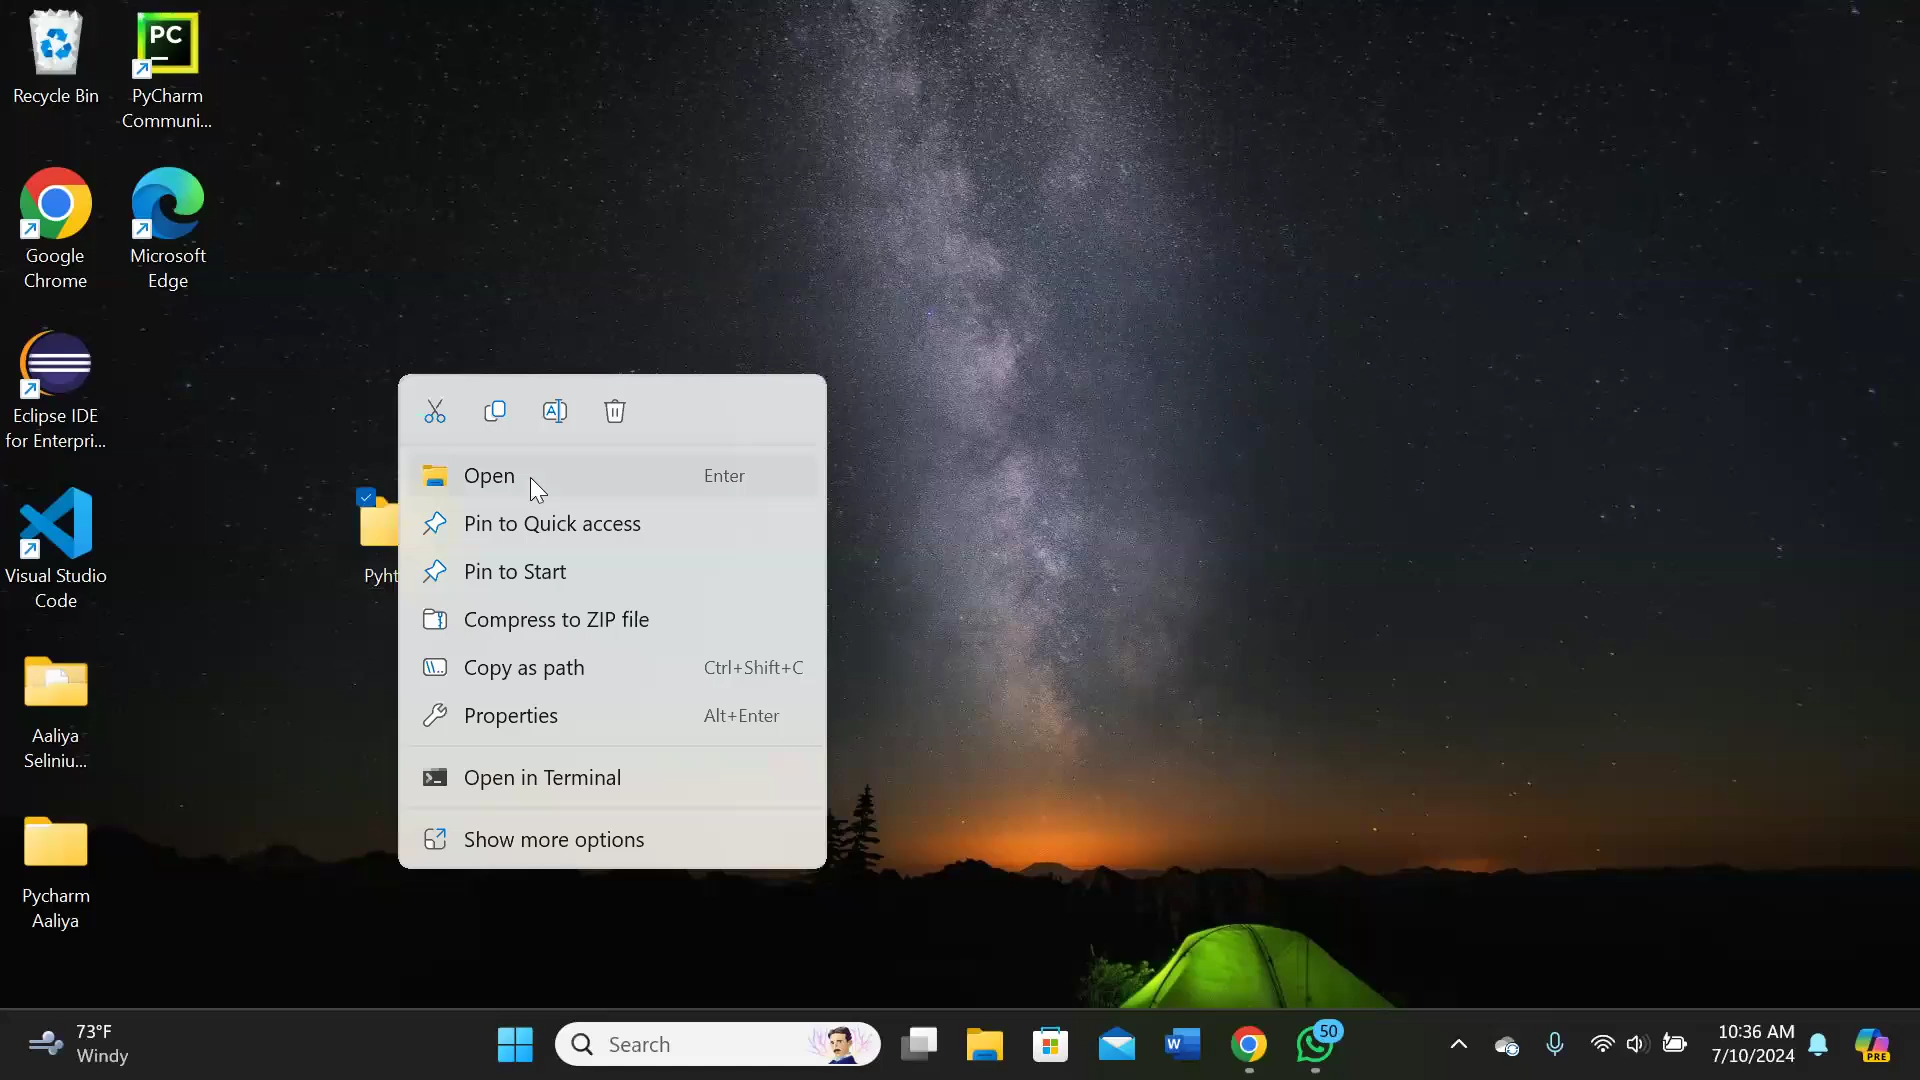 Recycle Bin
PC
PyCharm
Communi...
Google
Chrome
Microsoft
Edge
Eclipse IDE
for Enterpri...
Visual Studio
Code
Aaliya
Seliniu...
Pycharm
Aaliya
Pyht
A
Open Enter
Pin to Quick access
Pin to Start
Compress to ZIP file
Copy as path Ctrl+Shift+C
Properties Alt+Enter
Open in Terminal
Show more options
73°F
Windy
Search
W
50
10:36 AM
7/10/2024
PRE